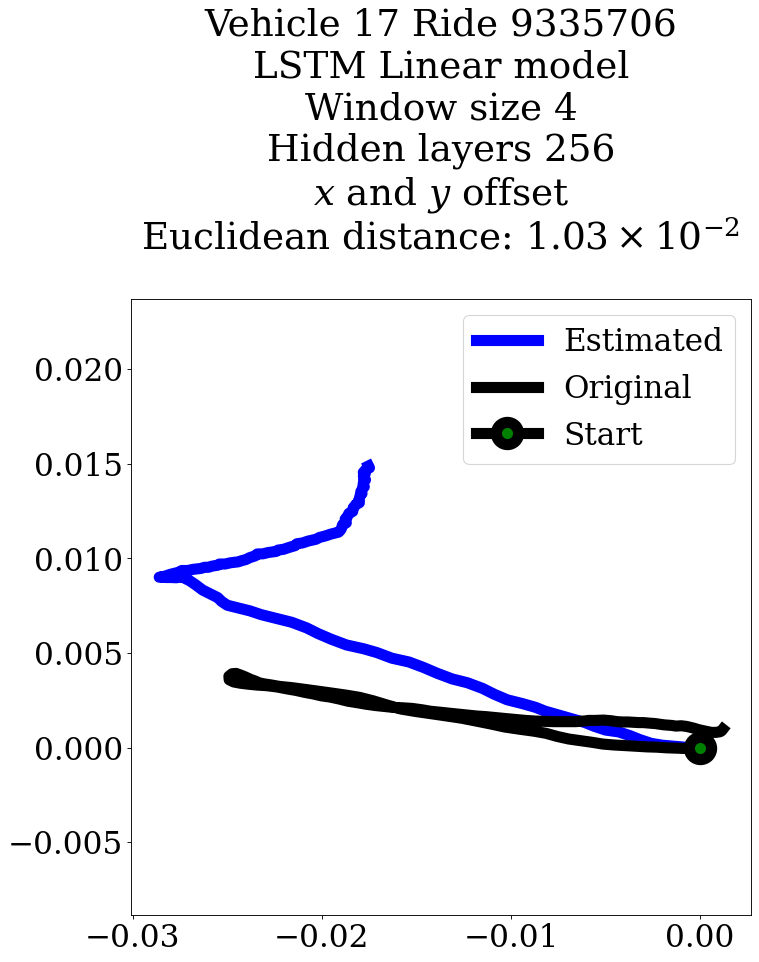 Vehicle 17 Ride 9335706
LSTM Linear model
Window size 4
Hidden layers 256
x and y offset
Euclidean distance: 1.03 × 10⁻²
Estimated
Original
Start
0.020
0.015
0.010
0.005
0.000
−0.005
−0.03
−0.02
−0.01
0.00